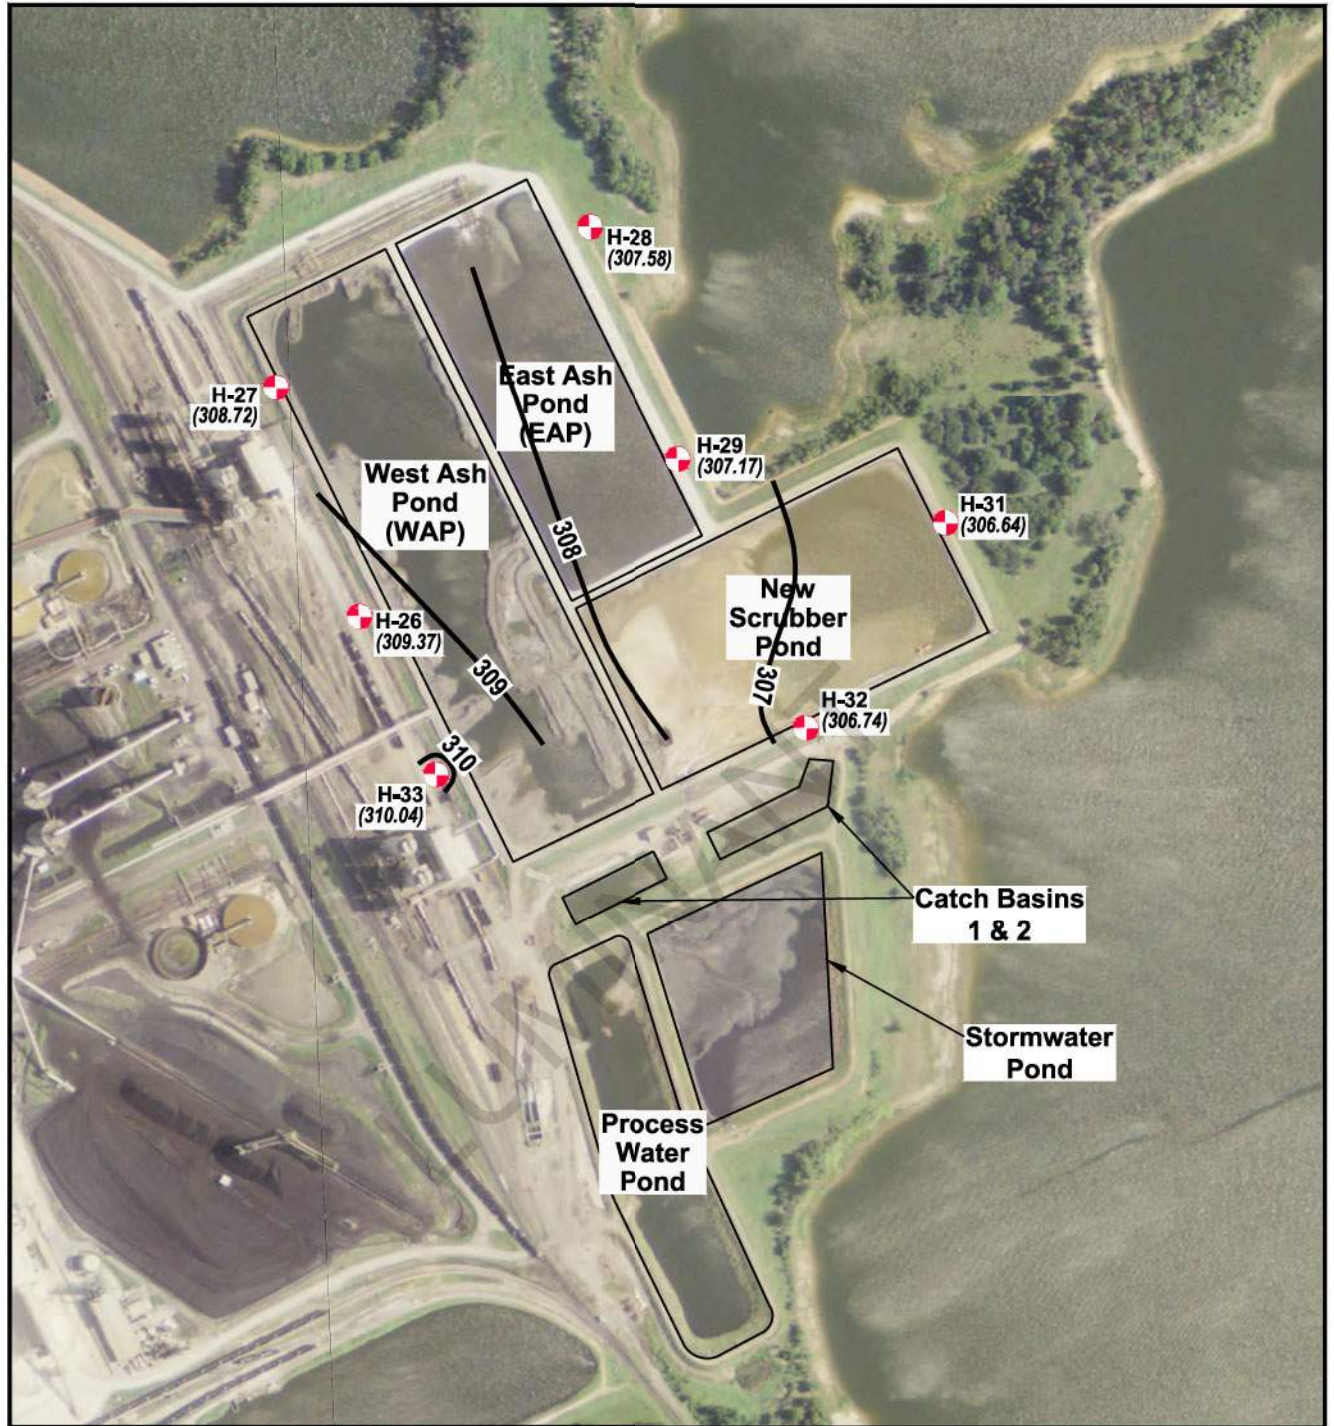 H-28
(307.58)
H-27
(308.72)
East Ash
Pond
(EAP)
H-29
(307.17)
West Ash
Pond
(WAP)
H-31
(306.64)
308
New
Scrubber
Pond
H-26
(309.37)
309
307
H-32
(306.74)
310
H-33
(310.04)
Catch Basins
1 & 2
Stormwater
Pond
Process
Water
Pond